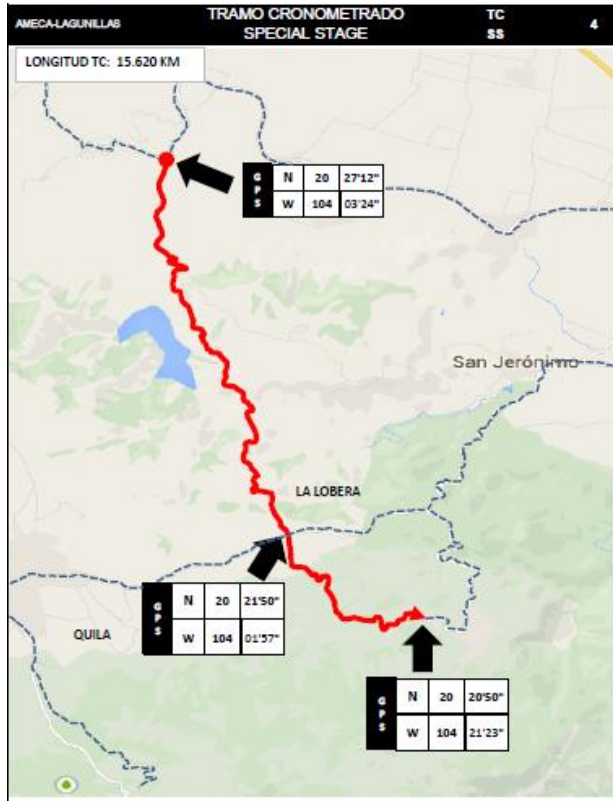 AMECA-LAGUNILLAS
TRAMO CRONOMETRADO
SPECIAL STAGE
TC
SS
4
LONGITUD TC: 15.620 KM
GPS
N 20 27'12"
W 104 03'24"
San Jerónimo
LA LOBERA
GPS
N 20 21'50"
W 104 01'57"
QUILA
GPS
N 20 20'50"
W 104 21'23"